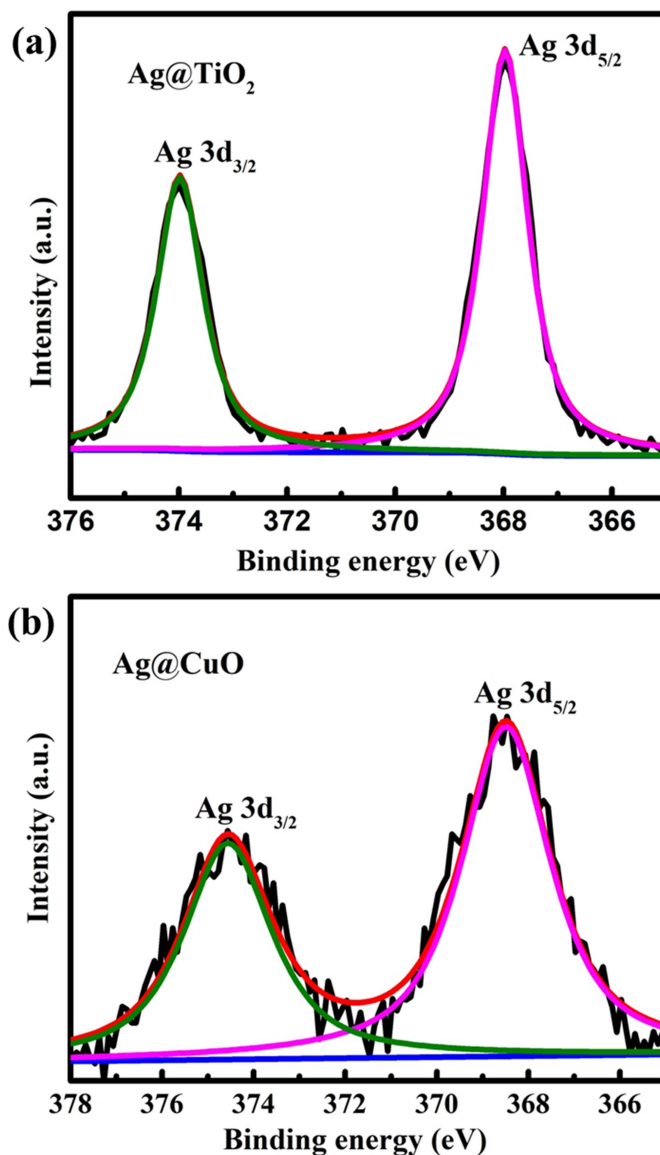 (a)
Ag@TiO₂
Ag 3d₅/₂
Ag 3d₃/₂
Intensity (a.u.)
376 374 372 370 368 366
Binding energy (eV)
(b)
Ag@CuO
Ag 3d₅/₂
Ag 3d₃/₂
Intensity (a.u.)
378 376 374 372 370 368 366
Binding energy (eV)